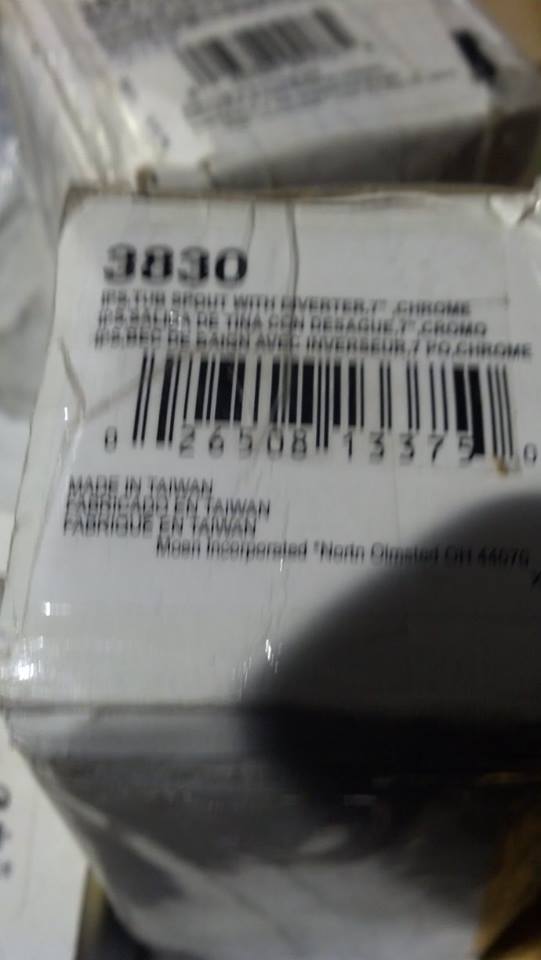 3830
IPS,TUB SPOUT WITH DIVERTER,7" ,CHROME
IPS,SALIDA DE TINA CON DESAGUE,7" ,CROMO
IPS,BEC DE BAIGN AVEC INVERSEUR,7 PO,CHROME
0 26508 13375 0
MADE IN TAIWAN
FABRICADO EN TAIWAN
FABRIQUE EN TAIWAN
Moen Incorporated *North Olmsted OH 44070